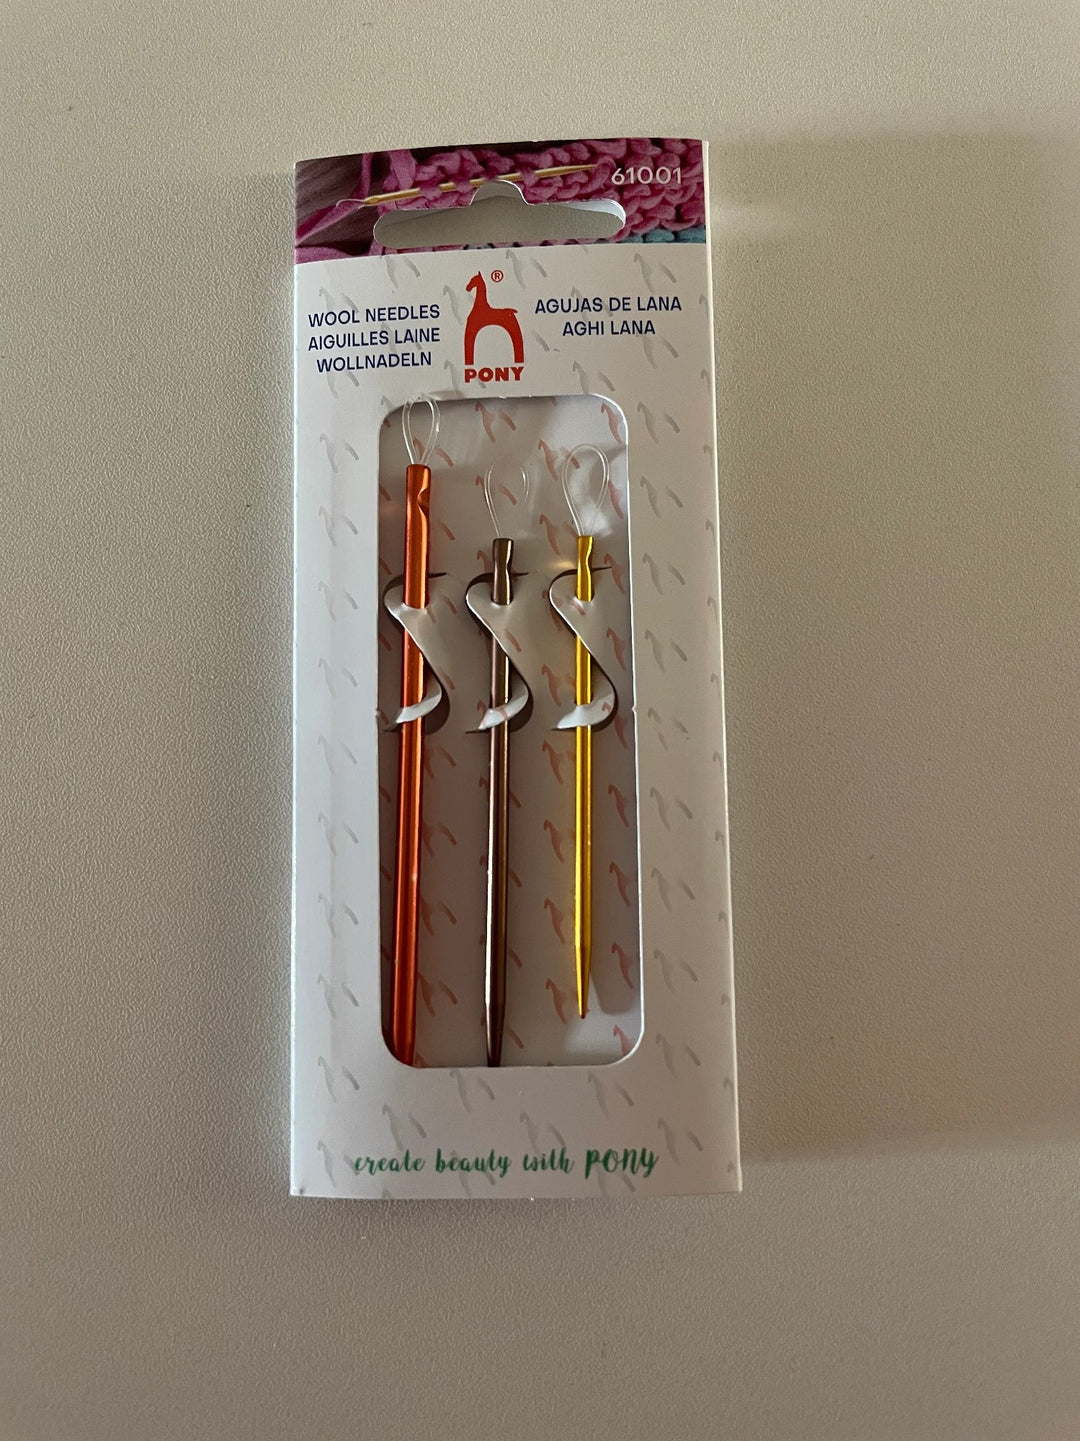 61001
WOOL NEEDLES
AIGUILLES LAINE
WOLLNADELN
®
PONY
AGUJAS DE LANA
AGHI LANA
create beauty with PONY